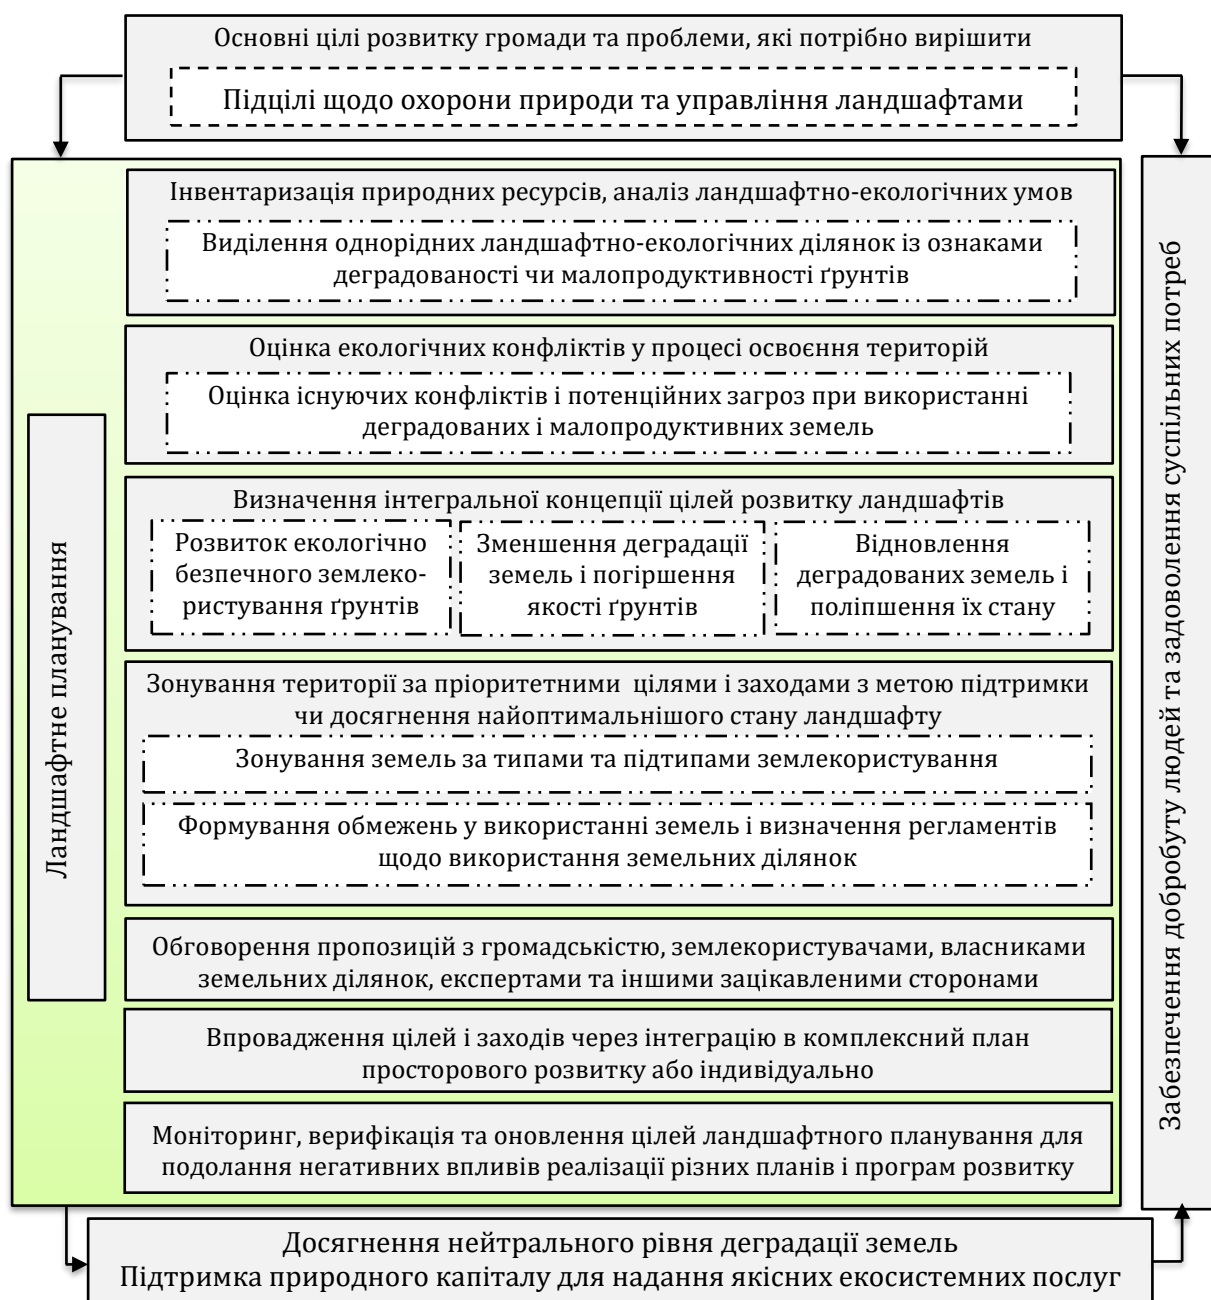 Основні цілі розвитку громади та проблеми, які потрібно вирішити
Підцілі щодо охорони природи та управління ландшафтами
Інвентаризація природних ресурсів, аналіз ландшафтно-екологічних умов
Виділення однорідних ландшафтно-екологічних ділянок із ознаками
деградованості чи малопродуктивності ґрунтів
Оцінка екологічних конфліктів у процесі освоєння територій
Оцінка існуючих конфліктів і потенційних загроз при використанні
деградованих і малопродуктивних земель
Визначення інтегральної концепції цілей розвитку ландшафтів
Розвиток екологічно
безпечного землеко-
ристування ґрунтів
Зменшення деградації
земель і погіршення
якості ґрунтів
Відновлення
деградованих земель і
поліпшення їх стану
Зонування території за пріоритетними цілями і заходами з метою підтримки
чи досягнення найоптимальнішого стану ландшафту
Зонування земель за типами та підтипами землекористування
Формування обмежень у використанні земель і визначення регламентів
щодо використання земельних ділянок
Обговорення пропозицій з громадськістю, землекористувачами, власниками
земельних ділянок, експертами та іншими зацікавленими сторонами
Впровадження цілей і заходів через інтеграцію в комплексний план
просторового розвитку або індивідуально
Моніторинг, верифікація та оновлення цілей ландшафтного планування для
подолання негативних впливів реалізації різних планів і програм розвитку
Ландшафтне планування
Забезпечення добробуту людей та задоволення суспільних потреб
Досягнення нейтрального рівня деградації земель
Підтримка природного капіталу для надання якісних екосистемних послуг